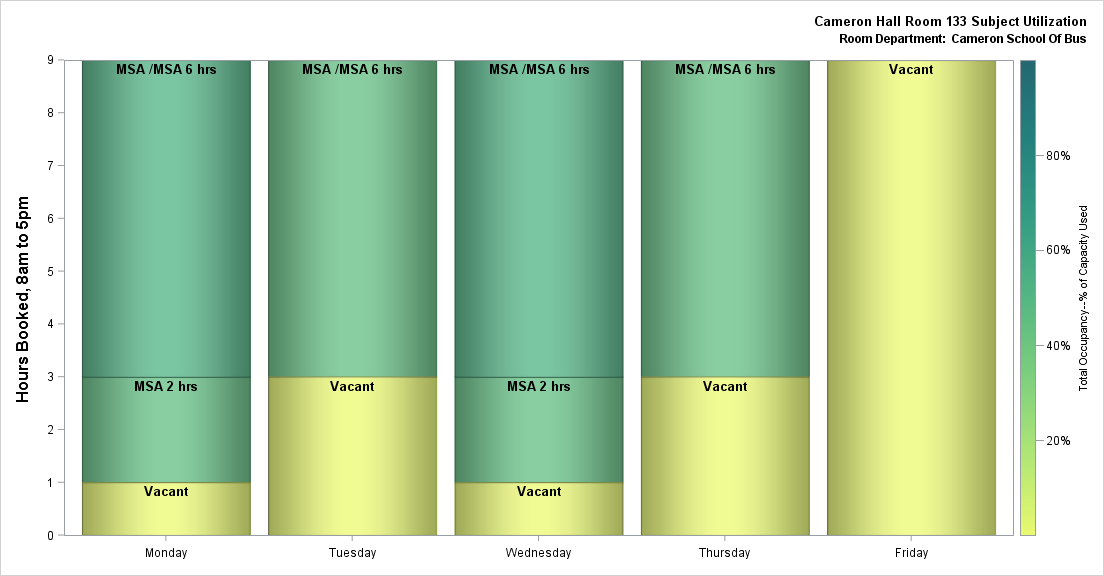 Cameron Hall Room 133 Subject Utilization
Room Department: Cameron School Of Bus
Hours Booked, 8am to 5pm
9
8
7
6
5
4
3
2
1
0
MSA /MSA 6 hrs
MSA 2 hrs
Vacant
MSA /MSA 6 hrs
Vacant
MSA /MSA 6 hrs
MSA 2 hrs
Vacant
MSA /MSA 6 hrs
Vacant
Vacant
Monday
Tuesday
Wednesday
Thursday
Friday
80%
60%
40%
20%
Total Occupancy--% of Capacity Used